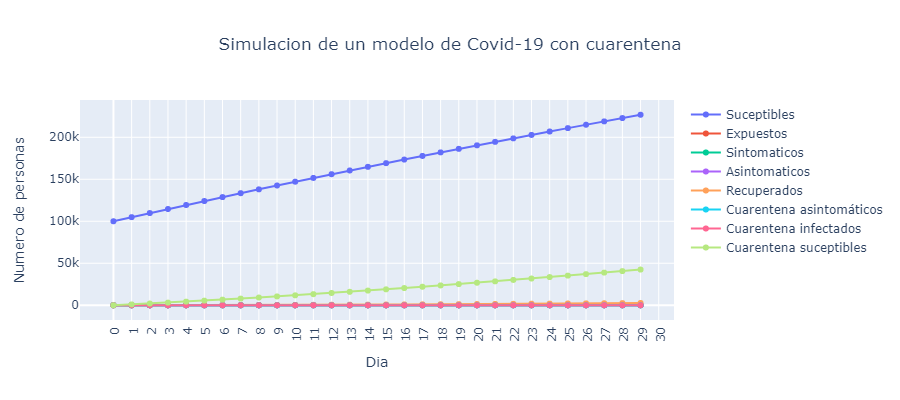 Simulacion de un modelo de Covid-19 con cuarentena
Numero de personas
200k
150k
100k
50k
0
0 1 2 3 4 5 6 7 8 9 10 11 12 13 14 15 16 17 18 19 20 21 22 23 24 25 26 27 28 29 30
Dia
Suceptibles
Expuestos
Sintomaticos
Asintomaticos
Recuperados
Cuarentena asintomáticos
Cuarentena infectados
Cuarentena suceptibles